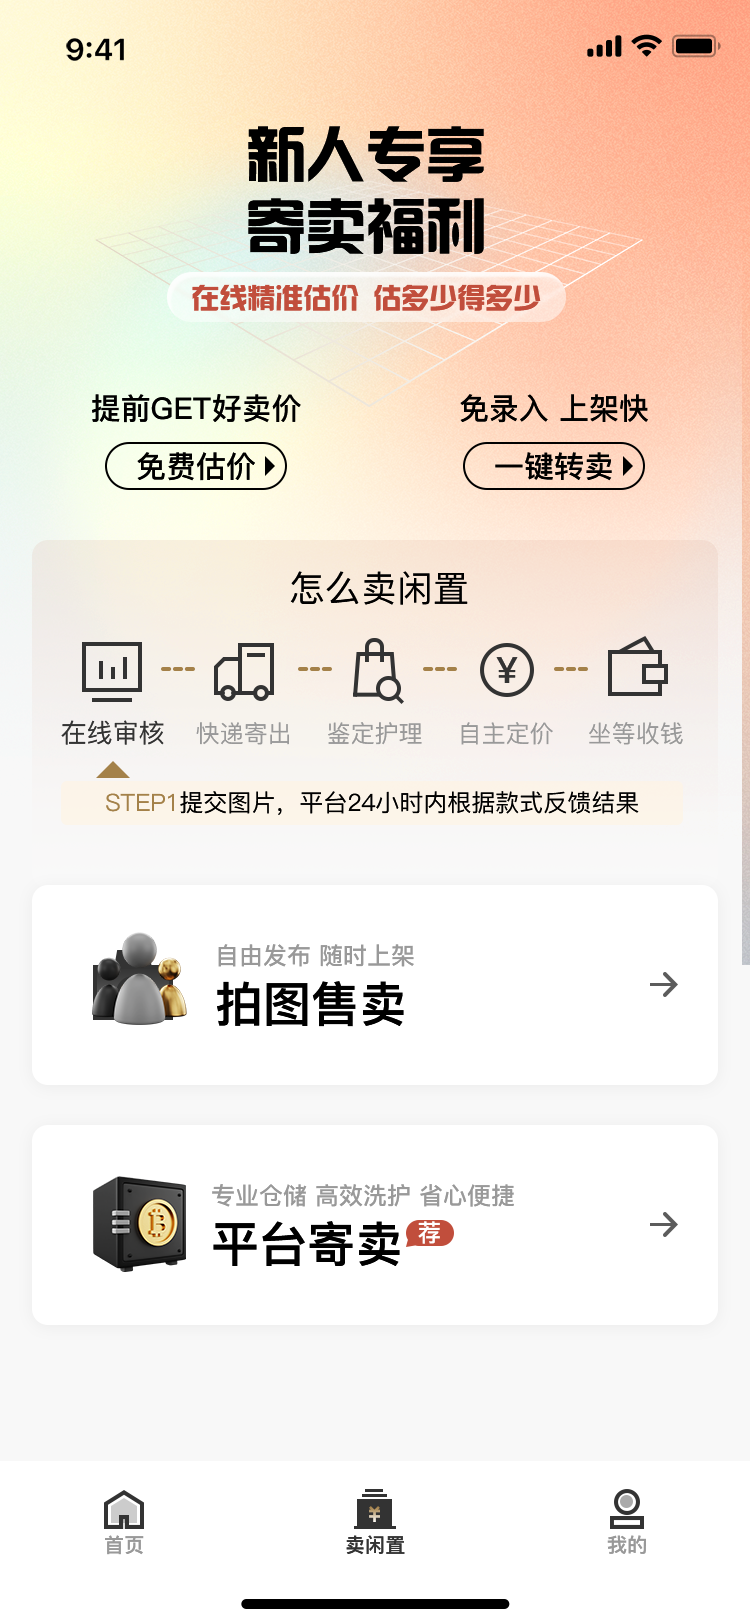 9:41
新人专享
寄卖福利
在线精准估价 估多少得多少
提前GET好卖价
免录入 上架快
免费估价
一键转卖
怎么卖闲置
在线审核
快递寄出
鉴定护理
自主定价
坐等收钱
STEP1提交图片，平台24小时内根据款式反馈结果
自由发布 随时上架
拍图售卖
专业仓储 高效洗护 省心便捷
平台寄卖 荐
首页
卖闲置
我的